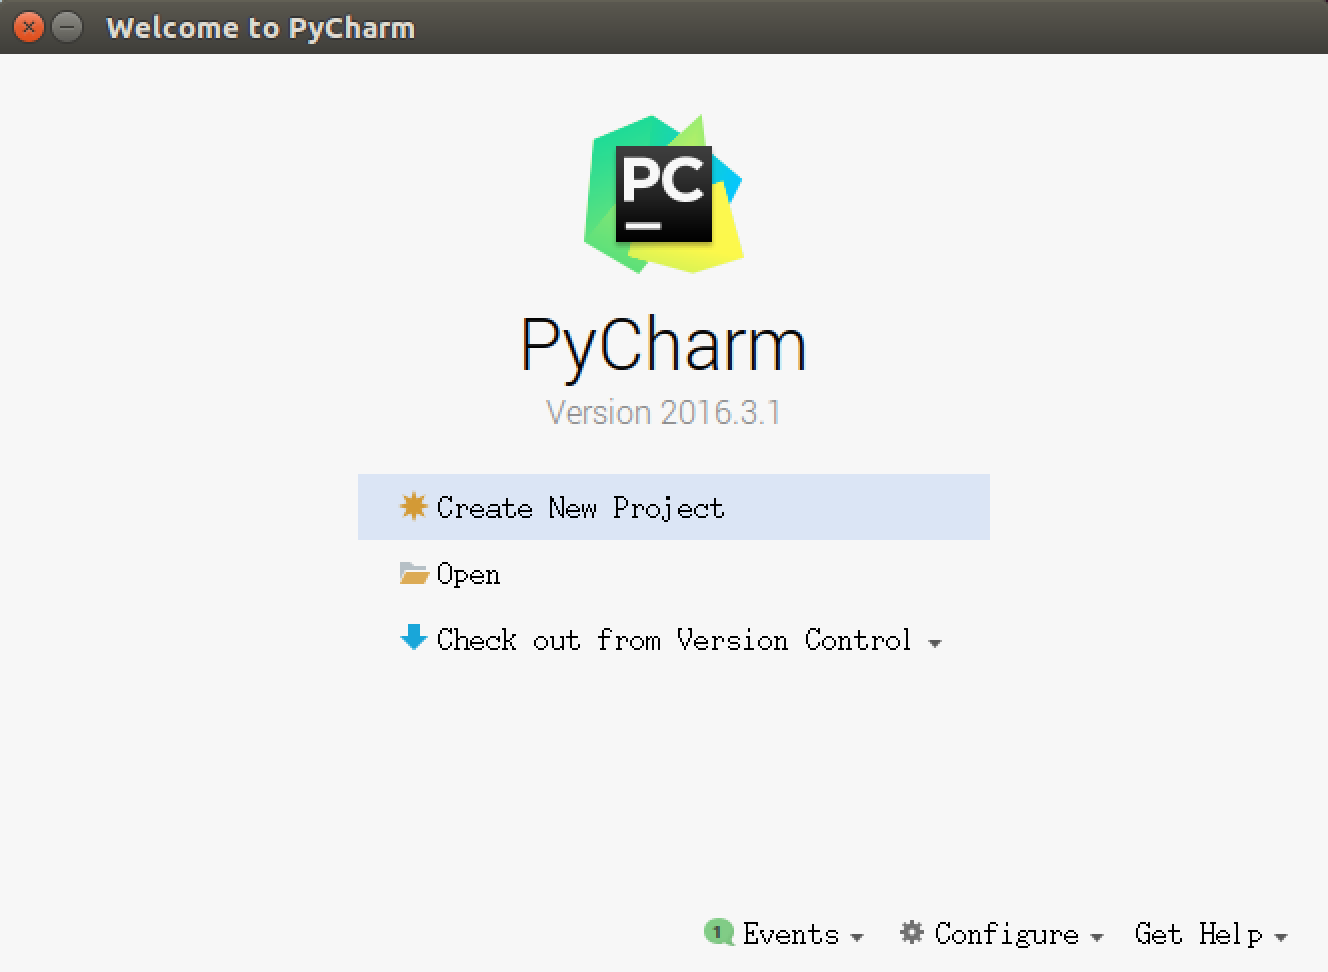 Welcome to PyCharm
PC
PyCharm
Version 2016.3.1
Create New Project
Open
Check out from Version Control
1 Events
Configure
Get Help